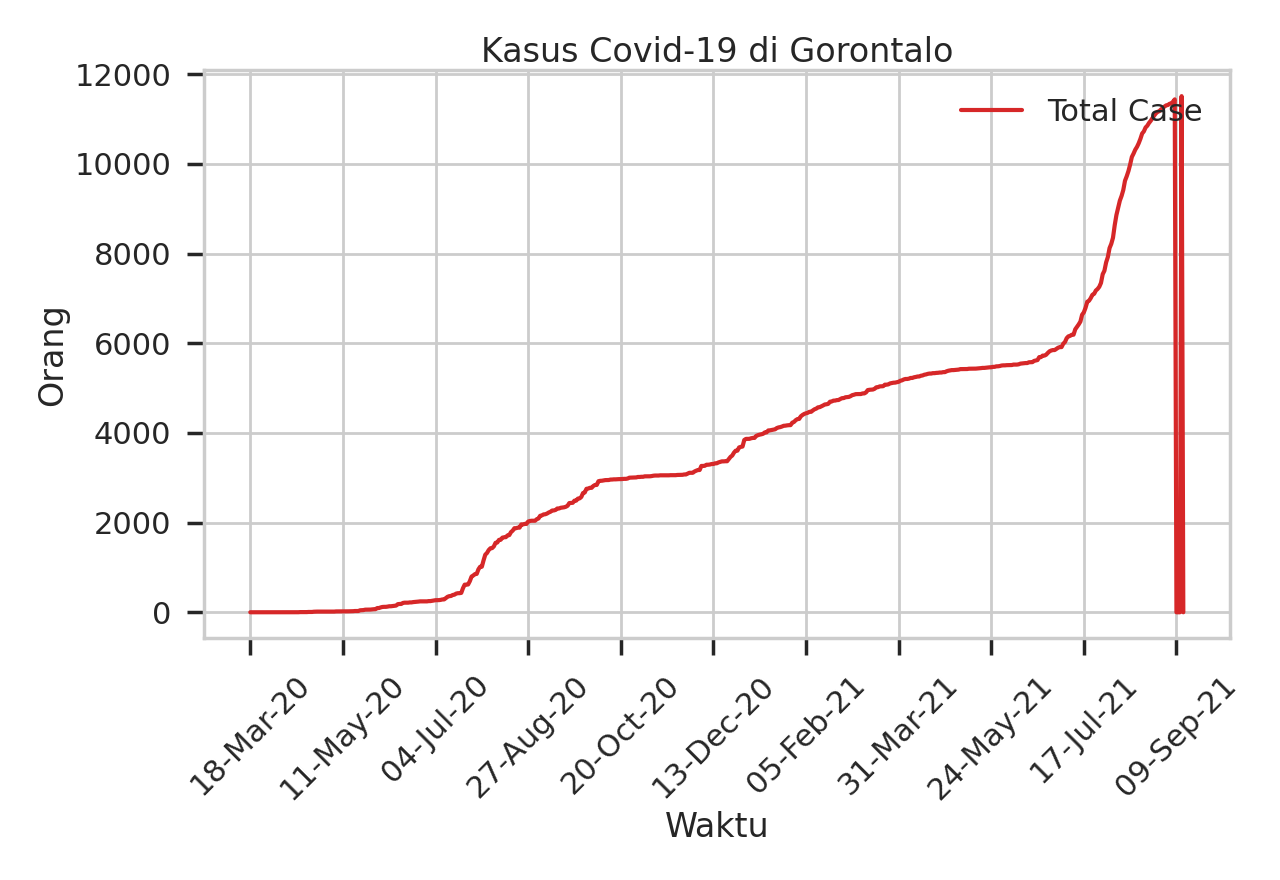 Kasus Covid-19 di Gorontalo
Total Case
Orang
12000
10000
8000
6000
4000
2000
0
18-Mar-20
11-May-20
04-Jul-20
27-Aug-20
20-Oct-20
13-Dec-20
05-Feb-21
31-Mar-21
24-May-21
17-Jul-21
09-Sep-21
Waktu